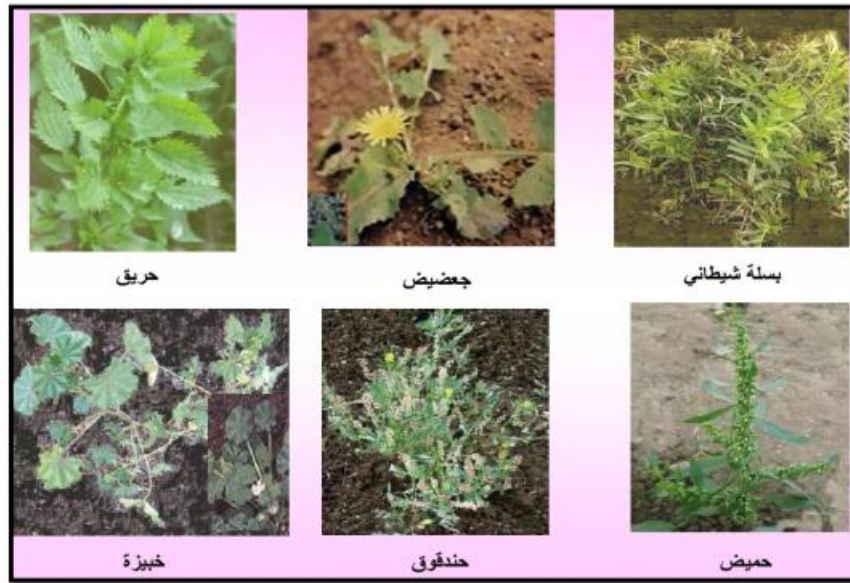 بسلة شيطاني
جعضيض
حريق
حميض
حندقوق
خبيزة